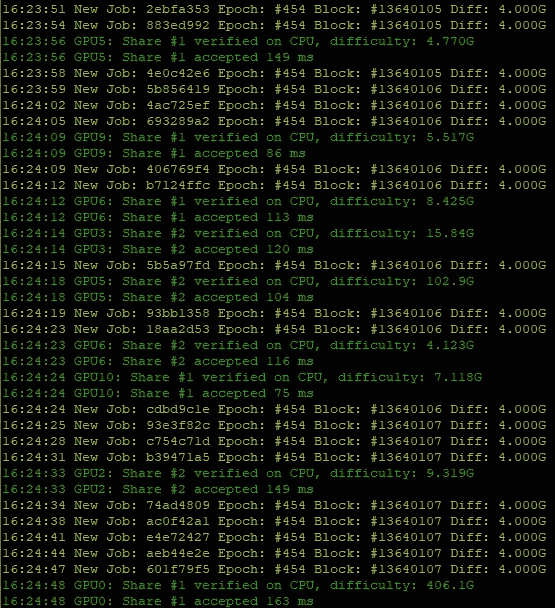 16:23:51 New Job: 2ebfa353 Epoch: #454 Block: #13640105 Diff: 4.000G
16:23:55 New Job: 883ed992 Epoch: #454 Block: #13640105 Diff: 4.000G
16:23:56 GPU5: Share #1 verified on CPU, difficulty: 4.770G
16:23:56 GPU5: Share #1 accepted 149 ms
16:23:58 New Job: 4e0c42e6 Epoch: #454 Block: #13640105 Diff: 4.000G
16:23:59 New Job: 5b856419 Epoch: #454 Block: #13640106 Diff: 4.000G
16:24:02 New Job: 4ac725ef Epoch: #454 Block: #13640106 Diff: 4.000G
16:24:05 New Job: 693289a2 Epoch: #454 Block: #13640106 Diff: 4.000G
16:24:09 GPU9: Share #1 verified on CPU, difficulty: 5.517G
16:24:09 GPU9: Share #1 accepted 86 ms
16:24:09 New Job: 406769f4 Epoch: #454 Block: #13640106 Diff: 4.000G
16:24:12 New Job: b7124ffc Epoch: #454 Block: #13640106 Diff: 4.000G
16:24:12 GPU6: Share #1 verified on CPU, difficulty: 8.425G
16:24:12 GPU6: Share #1 accepted 113 ms
16:24:14 GPU3: Share #2 verified on CPU, difficulty: 15.84G
16:24:14 GPU3: Share #2 accepted 120 ms
16:24:15 New Job: 5b5a97fd Epoch: #454 Block: #13640106 Diff: 4.000G
16:24:18 GPU5: Share #2 verified on CPU, difficulty: 102.9G
16:24:18 GPU5: Share #2 accepted 104 ms
16:24:19 New Job: 93bb1358 Epoch: #454 Block: #13640106 Diff: 4.000G
16:24:23 New Job: 18aa2d53 Epoch: #454 Block: #13640106 Diff: 4.000G
16:24:23 GPU6: Share #2 verified on CPU, difficulty: 4.123G
16:24:23 GPU6: Share #2 accepted 116 ms
16:24:24 GPU10: Share #1 verified on CPU, difficulty: 7.118G
16:24:24 GPU10: Share #1 accepted 75 ms
16:24:24 New Job: cdbd9c1e Epoch: #454 Block: #13640106 Diff: 4.000G
16:24:25 New Job: 93e3f82c Epoch: #454 Block: #13640107 Diff: 4.000G
16:24:28 New Job: c754c71d Epoch: #454 Block: #13640107 Diff: 4.000G
16:24:31 New Job: b39471a5 Epoch: #454 Block: #13640107 Diff: 4.000G
16:24:33 GPU2: Share #2 verified on CPU, difficulty: 9.319G
16:24:33 GPU2: Share #2 accepted 149 ms
16:24:34 New Job: 74ad4809 Epoch: #454 Block: #13640107 Diff: 4.000G
16:24:38 New Job: ac0f42a1 Epoch: #454 Block: #13640107 Diff: 4.000G
16:24:41 New Job: e4e72427 Epoch: #454 Block: #13640107 Diff: 4.000G
16:24:44 New Job: aeb44e2e Epoch: #454 Block: #13640107 Diff: 4.000G
16:24:47 New Job: 601f79f5 Epoch: #454 Block: #13640107 Diff: 4.000G
16:24:48 GPU0: Share #1 verified on CPU, difficulty: 406.1G
16:24:48 GPU0: Share #1 accepted 163 ms